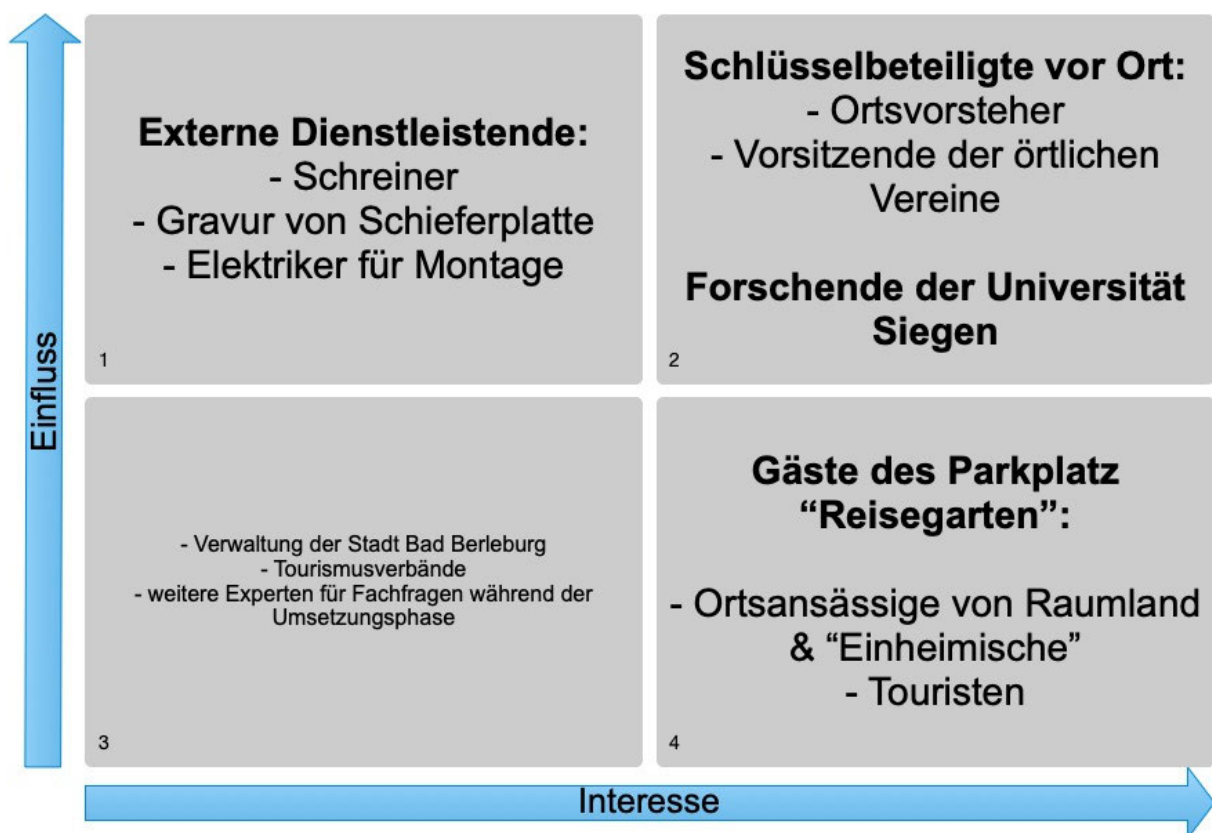 Externe Dienstleistende:
- Schreiner
- Gravur von Schieferplatte
- Elektriker für Montage
1
Schlüsselbeteiligte vor Ort:
- Ortsvorsteher
- Vorsitzende der örtlichen
Vereine
Forschende der Universität
Siegen
2
Einfluss
- Verwaltung der Stadt Bad Berleburg
- Tourismusverbände
- weitere Experten für Fachfragen während der
Umsetzungsphase
3
Gäste des Parkplatz
“Reisegarten”:
- Ortsansässige von Raumland
& “Einheimische”
- Touristen
4
Interesse